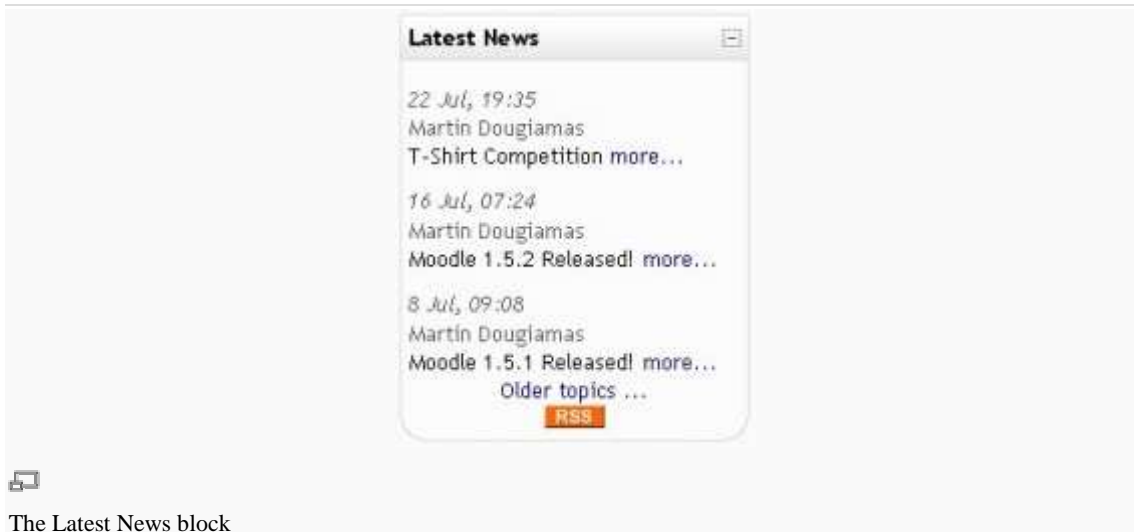 Latest News
22 Jul, 19:35
Martin Dougiamas
T-Shirt Competition more...
16 Jul, 07:24
Martin Dougiamas
Moodle 1.5.2 Released! more...
8 Jul, 09:08
Martin Dougiamas
Moodle 1.5.1 Released! more...
Older topics ...
RSS
The Latest News block